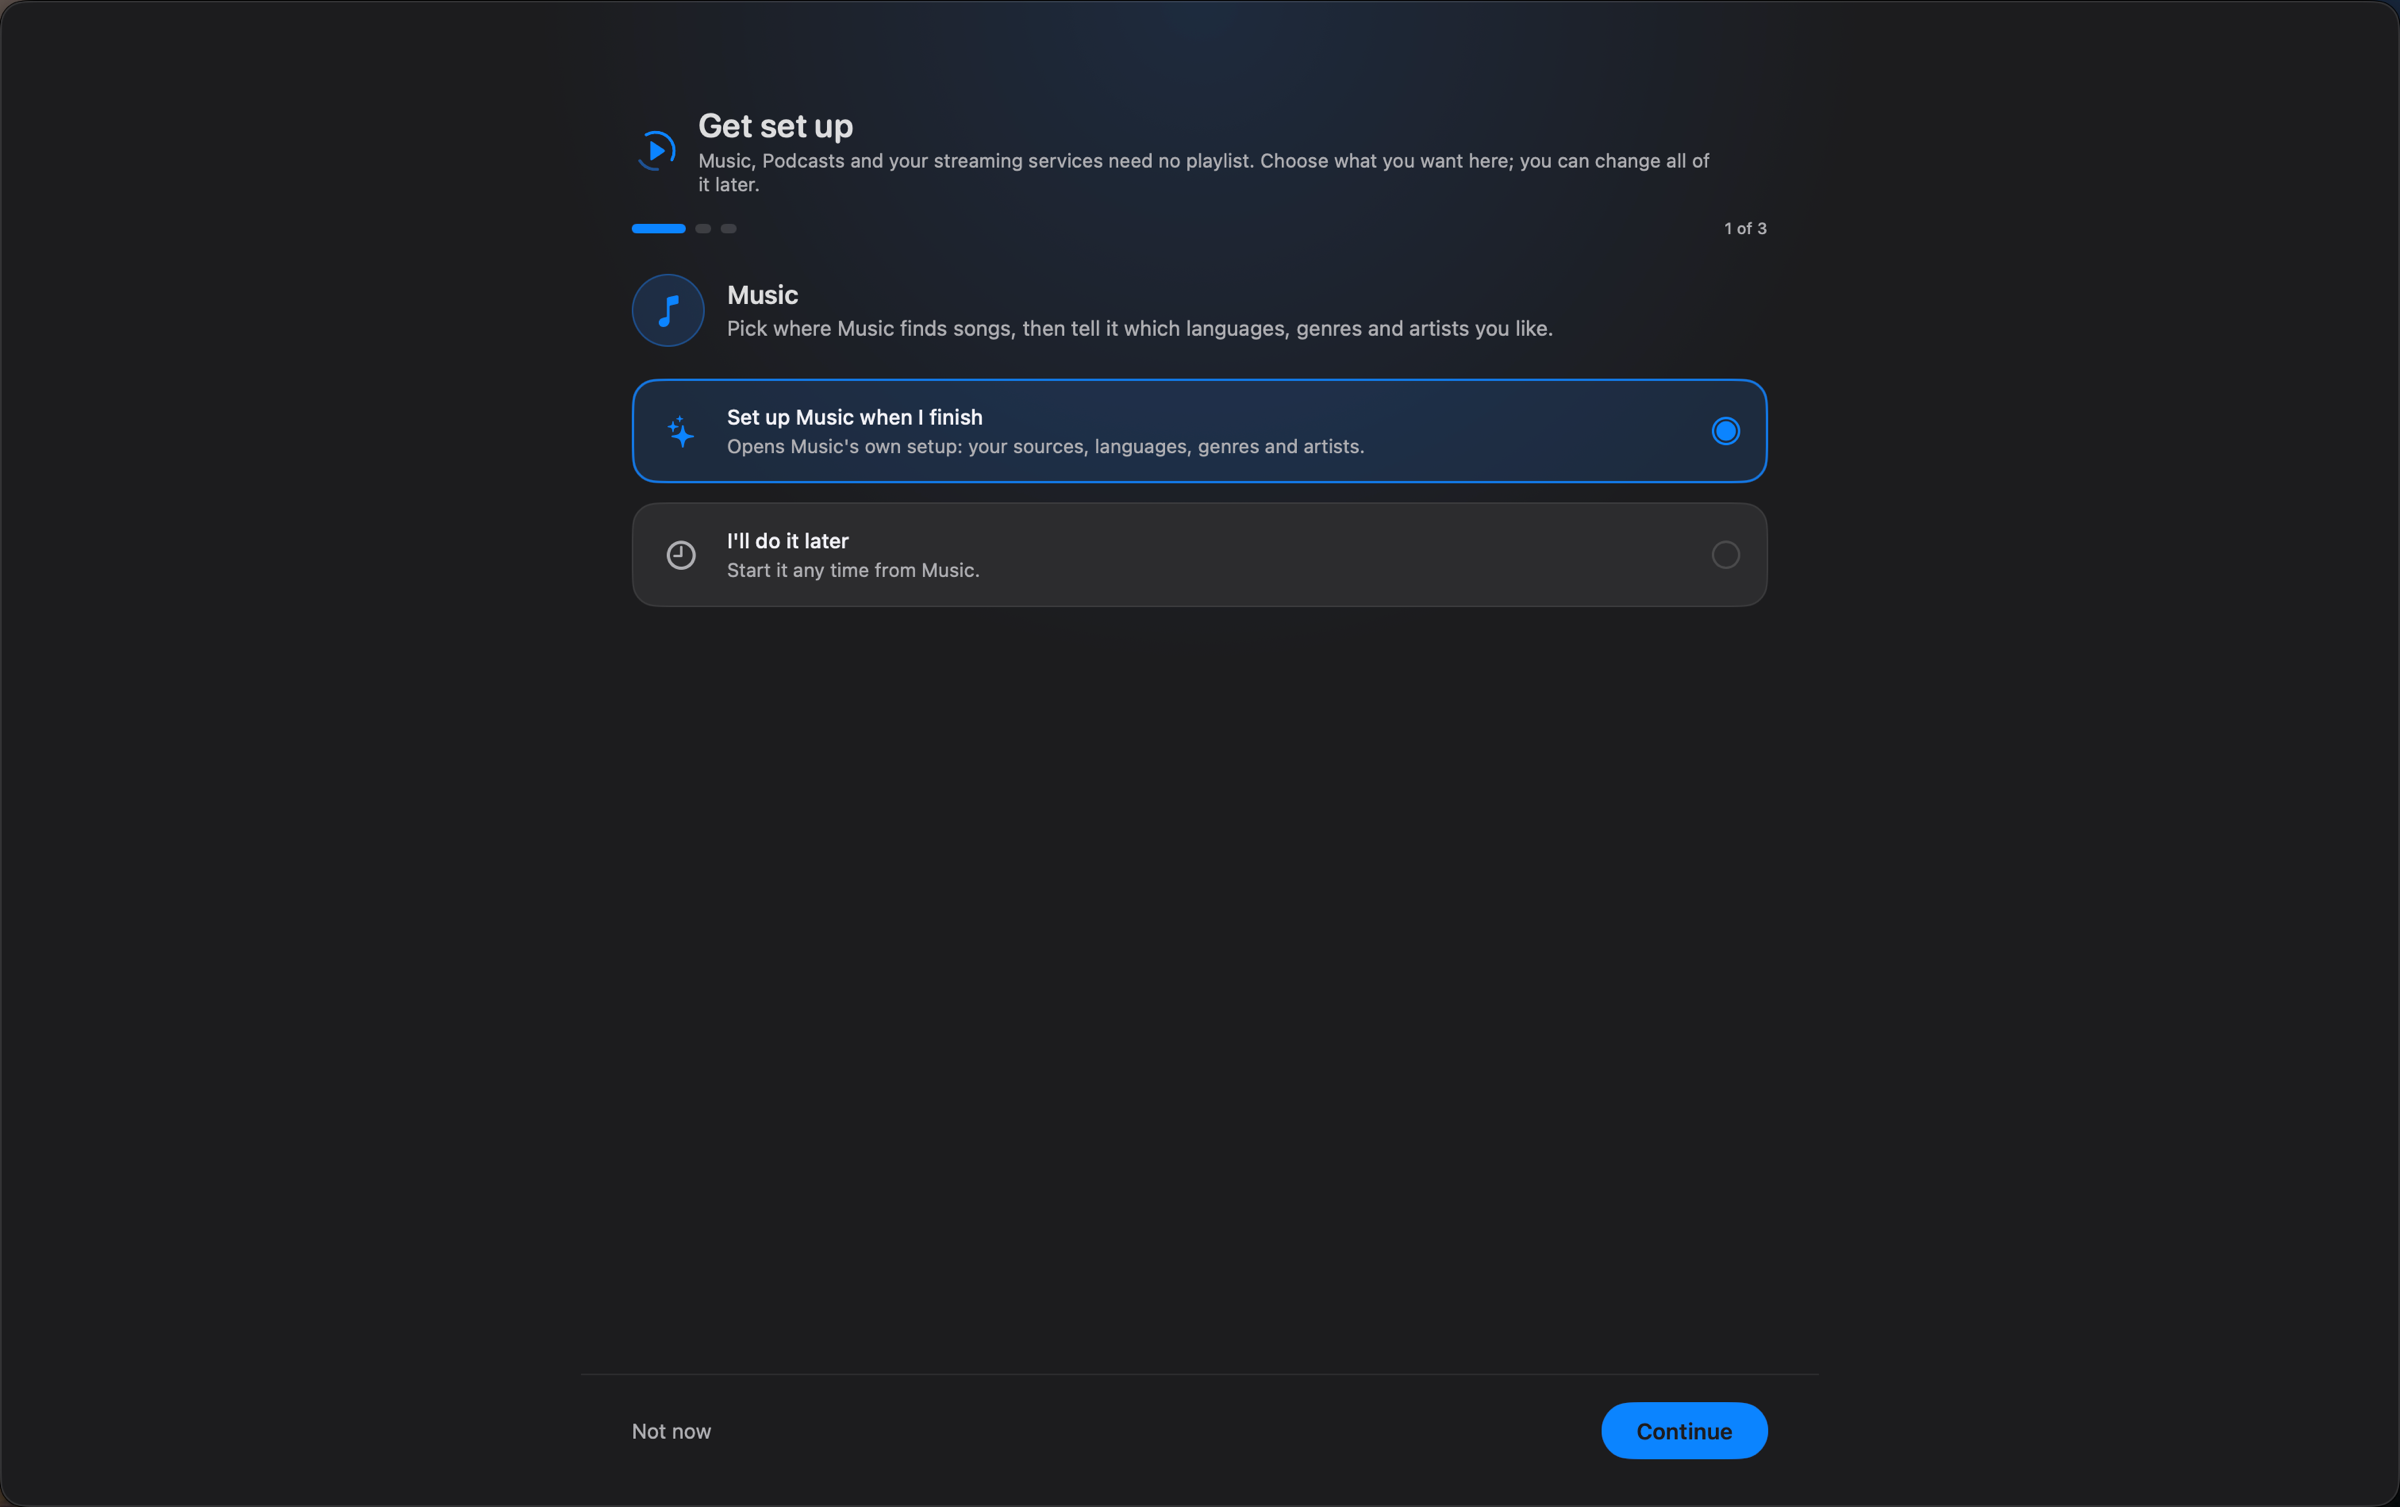 Get set up
Music, Podcasts and your streaming services need no playlist. Choose what you want here; you can change all of
it later.
1 of 3
Music
Pick where Music finds songs, then tell it which languages, genres and artists you like.
Set up Music when I finish
Opens Music's own setup: your sources, languages, genres and artists.
I'll do it later
Start it any time from Music.
Not now
Continue